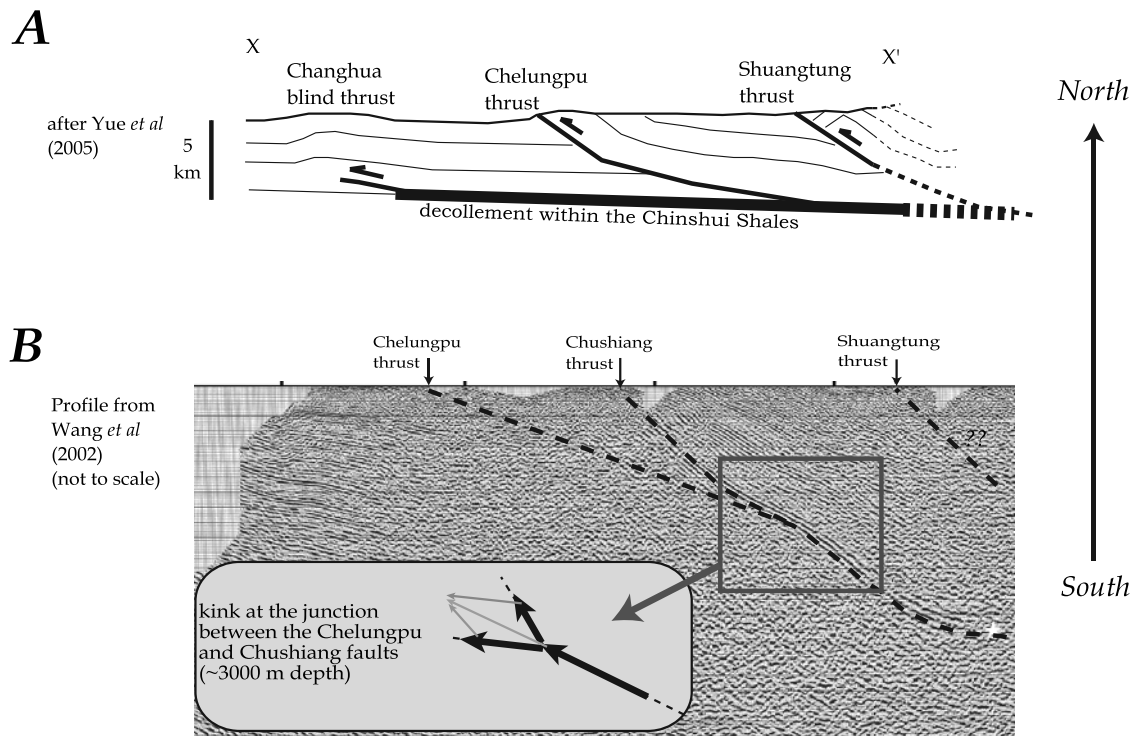 A
X
X'
Changhua
blind thrust
Chelungpu
thrust
Shuangtung
thrust
North
after Yue et al
(2005)
5
km
decollement within the Chinshui Shales
B
Chelungpu
thrust
Chushiang
thrust
Shuangtung
thrust
Profile from
Wang et al
(2002)
(not to scale)
??
South
kink at the junction
between the Chelungpu
and Chushiang faults
(~3000 m depth)